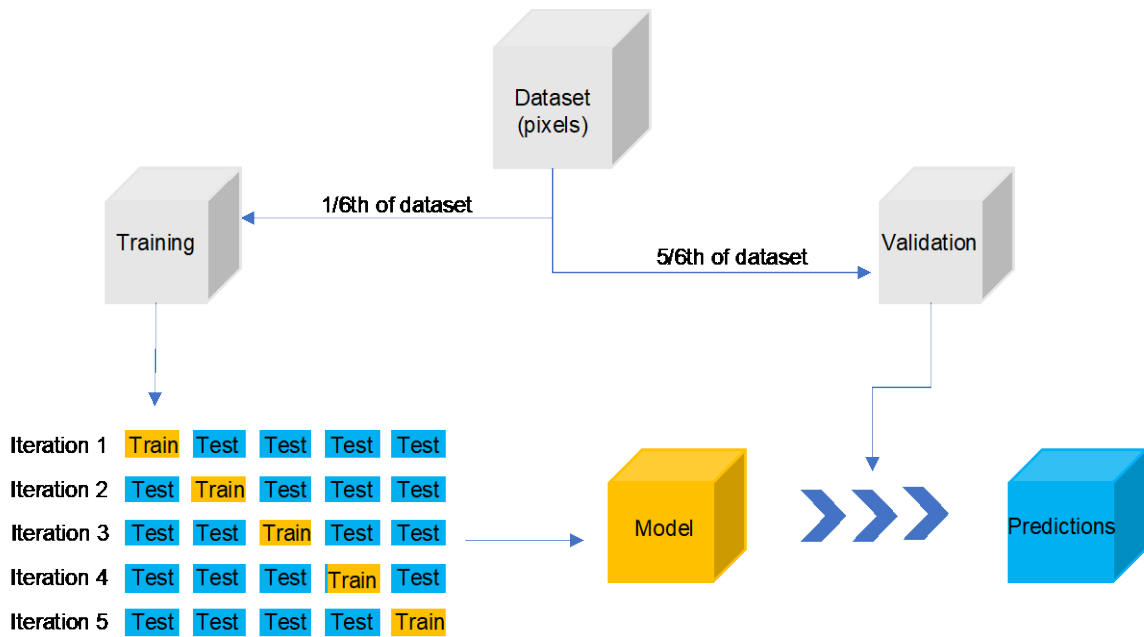 Dataset
(pixels)
1/6th of dataset
Training
Validation
5/6th of dataset
Iteration 1 Train Test Test Test Test
Iteration 2 Test Train Test Test Test
Iteration 3 Test Test Train Test Test
Iteration 4 Test Test Test Train Test
Iteration 5 Test Test Test Test Train
Model
Predictions